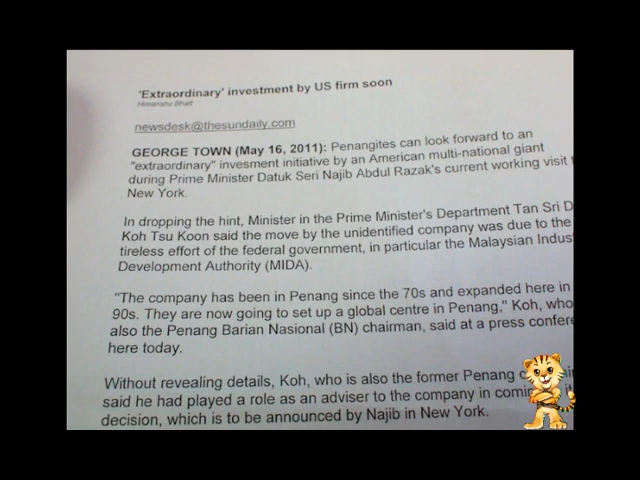 'Extraordinary' investment by US firm soon
Himanshu Bhatt
newsdesk@thesundaily.com
GEORGE TOWN (May 16, 2011): Penangites can look forward to an
"extraordinary" invesment initiative by an American multi-national giant
during Prime Minister Datuk Seri Najib Abdul Razak's current working visit
New York.
In dropping the hint, Minister in the Prime Minister's Department Tan Sri
Koh Tsu Koon said the move by the unidentified company was due to the
tireless effort of the federal government, in particular the Malaysian
Development Authority (MIDA).
"The company has been in Penang since the 70s and expanded here in
90s. They are now going to set up a global centre in Penang," Koh, who
also the Penang Barian Nasional (BN) chairman, said at a press
here today.
Without revealing details, Koh, who is also the former Penang
said he had played a role as an adviser to the company in
decision, which is to be announced by Najib in New York.